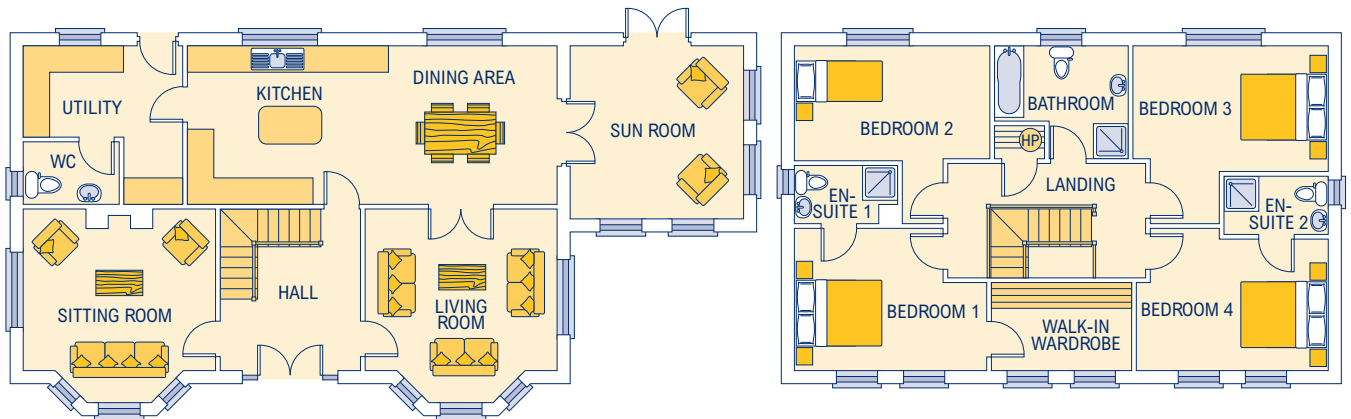 UTILITY
KITCHEN
DINING AREA
SUN ROOM
WC
SITTING ROOM
HALL
LIVING
ROOM
BEDROOM 2
BATHROOM
BEDROOM 3
HP
EN-
SUITE 1
LANDING
EN-
SUITE 2
BEDROOM 1
WALK-IN
WARDROBE
BEDROOM 4